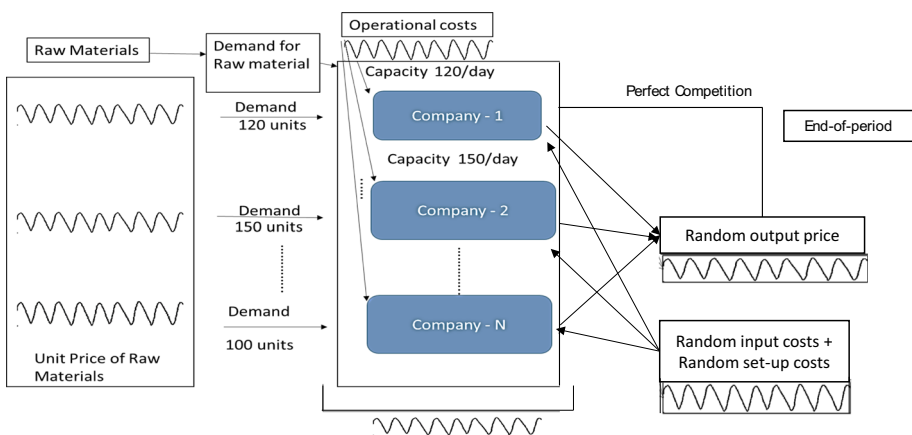 Operational costs
Raw Materials
Demand for
Raw material
Capacity 120/day
Demand
120 units
Company - 1
Perfect Competition
End-of-period
Capacity 150/day
Demand
150 units
Company - 2
Random output price
Demand
100 units
Company - N
Random input costs +
Random set-up costs
Unit Price of Raw
Materials